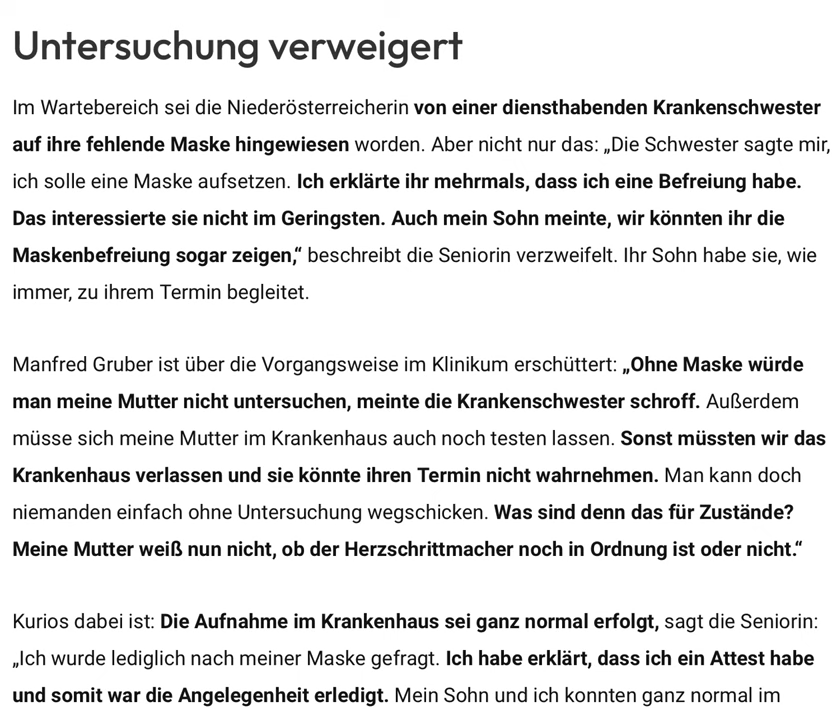 Untersuchung verweigert
Im Wartebereich sei die Niederösterreicherin von einer diensthabenden Krankenschwester
auf ihre fehlende Maske hingewiesen worden. Aber nicht nur das: „Die Schwester sagte mir,
ich solle eine Maske aufsetzen. Ich erklärte ihr mehrmals, dass ich eine Befreiung habe.
Das interessierte sie nicht im Geringsten. Auch mein Sohn meinte, wir könnten ihr die
Maskenbefreiung sogar zeigen,“ beschreibt die Seniorin verzweifelt. Ihr Sohn habe sie, wie
immer, zu ihrem Termin begleitet.
Manfred Gruber ist über die Vorgangsweise im Klinikum erschüttert: „Ohne Maske würde
man meine Mutter nicht untersuchen, meinte die Krankenschwester schroff. Außerdem
müsse sich meine Mutter im Krankenhaus auch noch testen lassen. Sonst müssten wir das
Krankenhaus verlassen und sie könnte ihren Termin nicht wahrnehmen. Man kann doch
niemanden einfach ohne Untersuchung wegschicken. Was sind denn das für Zustände?
Meine Mutter weiß nun nicht, ob der Herzschrittmacher noch in Ordnung ist oder nicht.“
Kurios dabei ist: Die Aufnahme im Krankenhaus sei ganz normal erfolgt, sagt die Seniorin:
„Ich wurde lediglich nach meiner Maske gefragt. Ich habe erklärt, dass ich ein Attest habe
und somit war die Angelegenheit erledigt. Mein Sohn und ich konnten ganz normal im